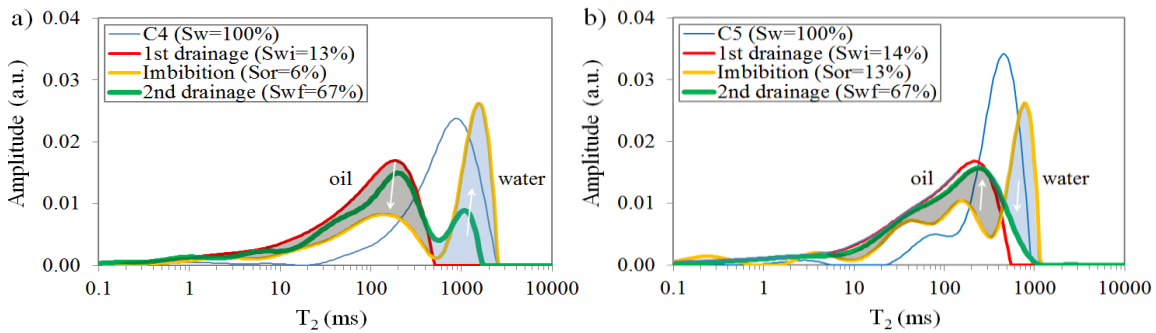 a)
0.04
0.03
0.02
0.01
0.00
Amplitude (a.u.)
C4 (Sw=100%)
1st drainage (Swi=13%)
Imbibition (Sor=6%)
2nd drainage (Swf=67%)
oil
water
0.1 1 10 100 1000 10000
T2 (ms)
b)
0.04
0.03
0.02
0.01
0.00
Amplitude (a.u.)
C5 (Sw=100%)
1st drainage (Swi=14%)
Imbibition (Sor=13%)
2nd drainage (Swf=67%)
oil
water
0.1 1 10 100 1000 10000
T2 (ms)